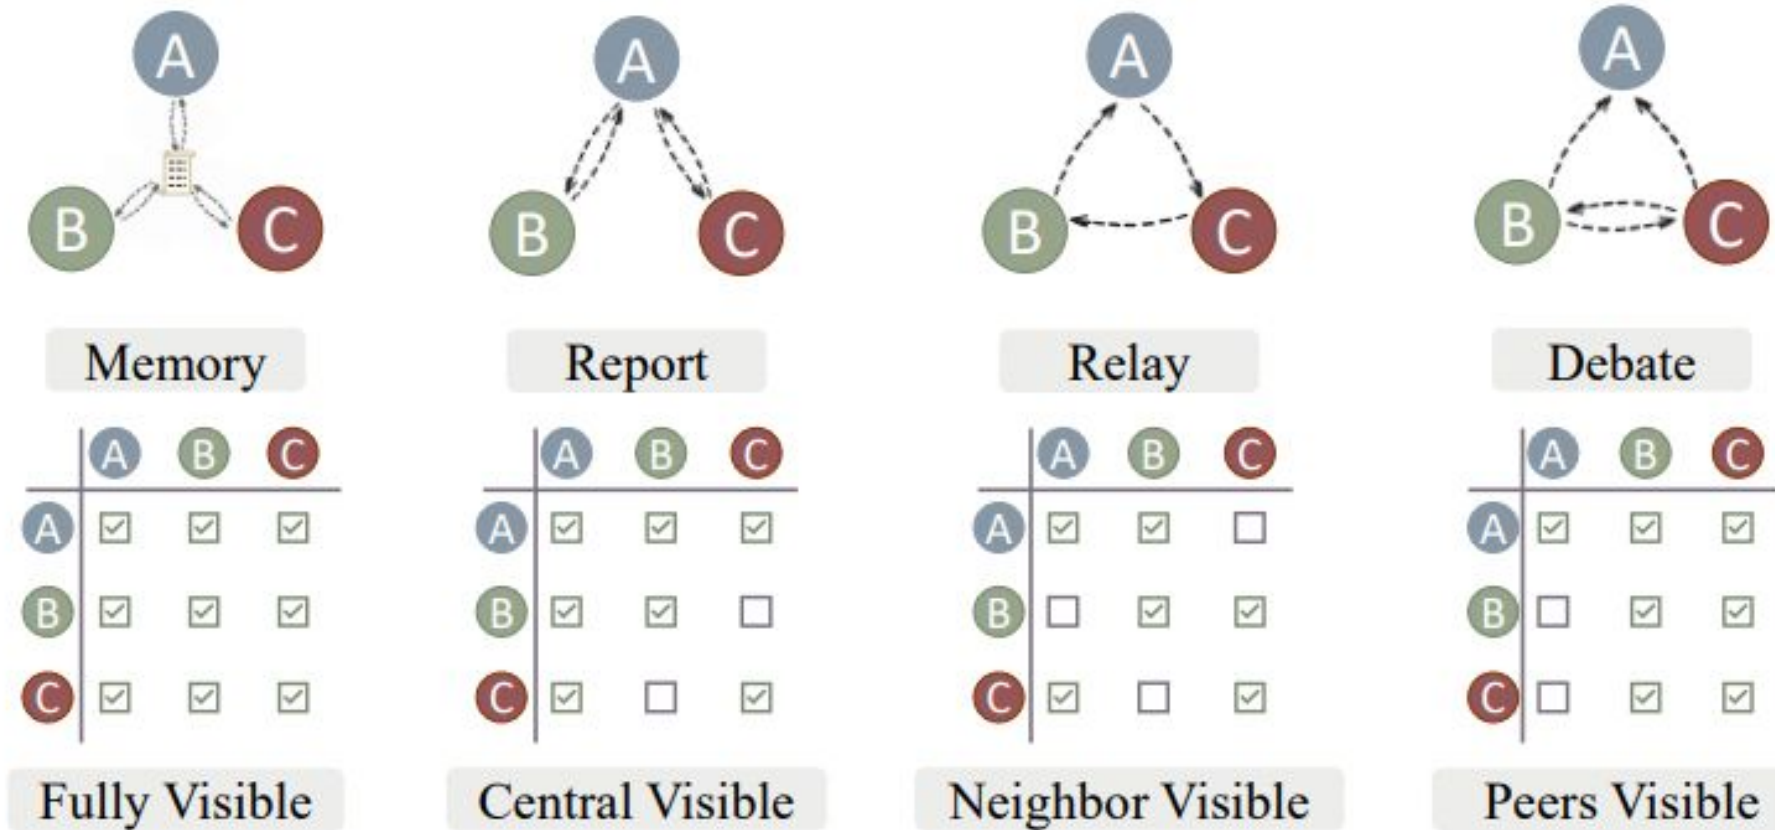 A
B C
Memory
A B C
A
B
C
Fully Visible
A
B C
Report
A B C
A
B
C
Central Visible
A
B C
Relay
A B C
A
B
C
Neighbor Visible
A
B C
Debate
A B C
A
B
C
Peers Visible